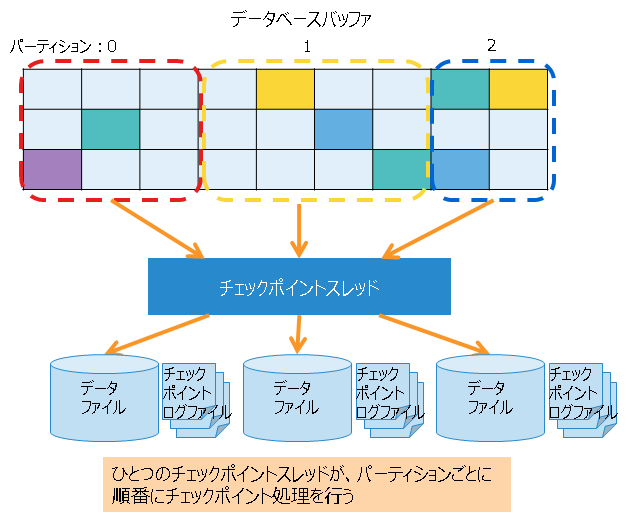 データベースバッファ
パーティション：0
1
2
チェックポイントスレッド
データ
ファイル
チェック
ポイント
ログファイル
データ
ファイル
チェック
ポイント
ログファイル
データ
ファイル
チェック
ポイント
ログファイル
ひとつのチェックポイントスレッドが、パーティションごとに
順番にチェックポイント処理を行う